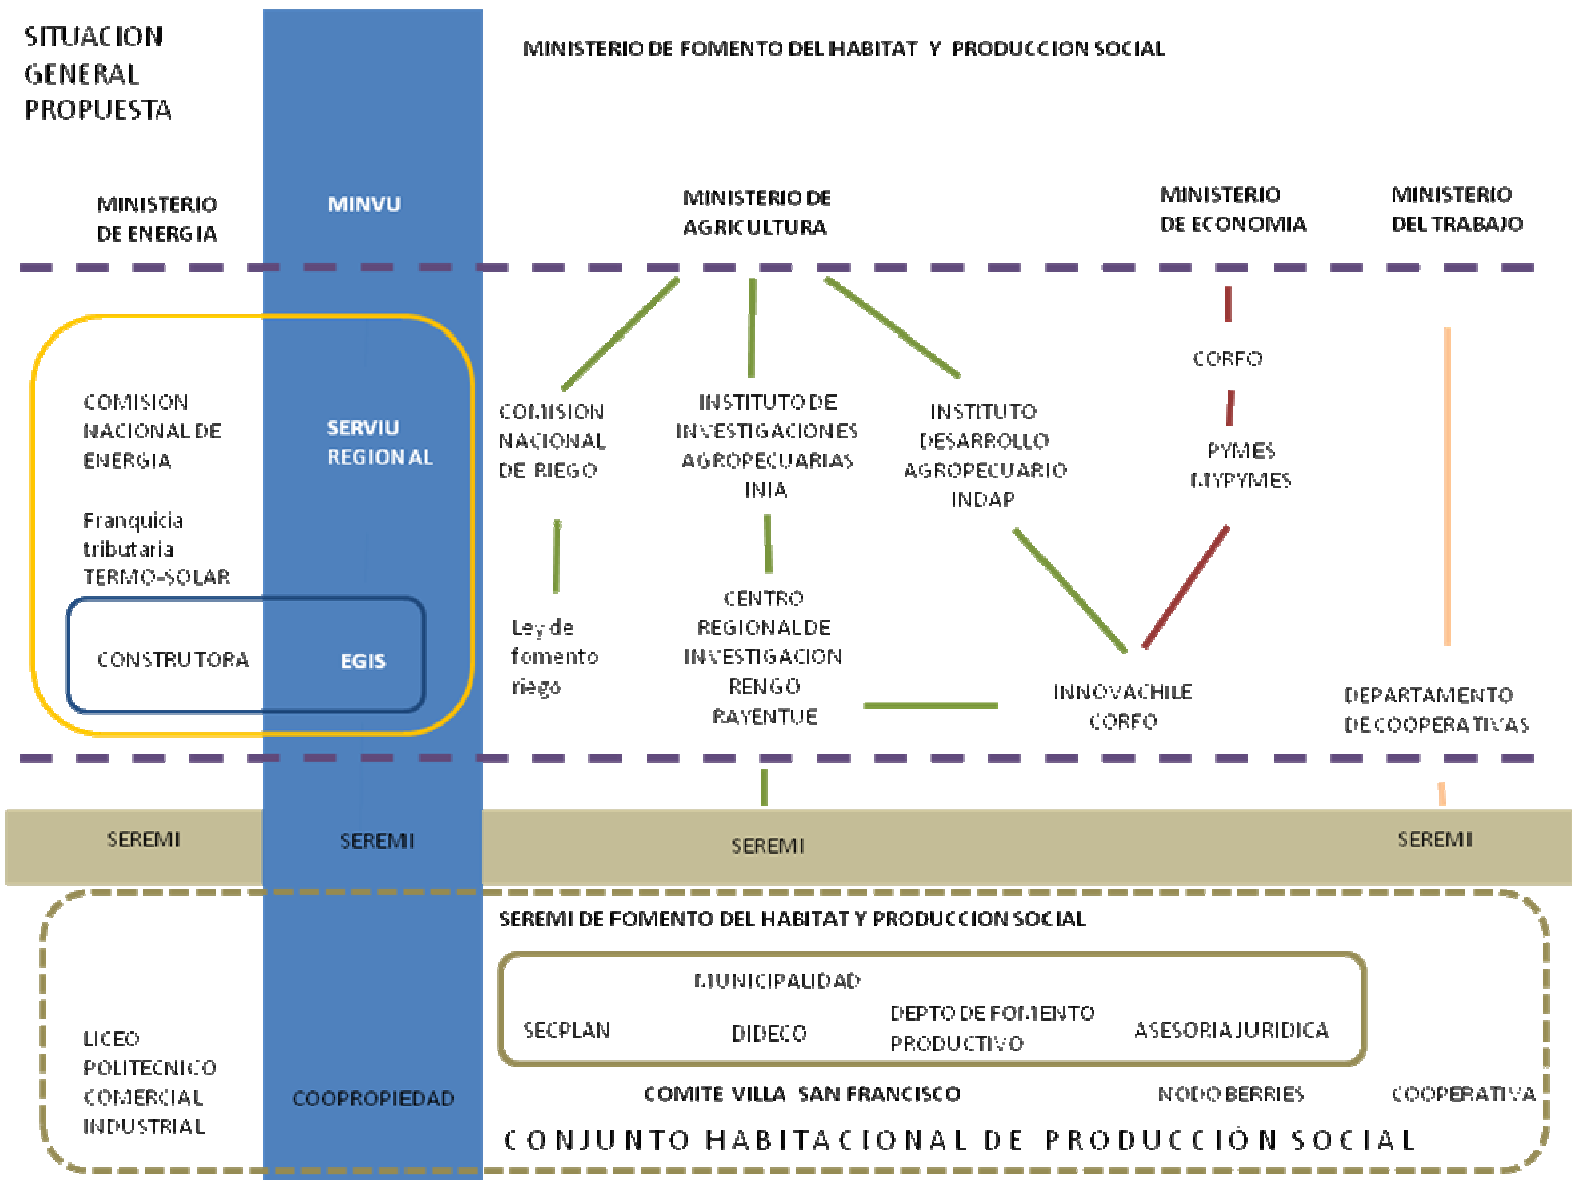 SITUACION
GENERAL
PROPUESTA
MINISTERIO DE FOMENTO DEL HABITAT Y PRODUCCION SOCIAL
MINISTERIO
DE ENERGIA
MINVU
MINISTERIO DE
AGRICULTURA
MINISTERIO
DE ECONOMIA
MINISTERIO
DEL TRABAJO
COMISION
NACIONAL DE
ENERGIA
Franquicia
tributaria
TERMO-SOLAR
SERVIU
REGIONAL
CONSTRUTORA
EGIS
COMISION
NACIONAL
DE RIEGO
Ley de
fomento
riego
INSTITUTO DE
INVESTIGACIONES
AGROPECUARIAS
INIA
CENTRO
REGIONAL DE
INVESTIGACION
RENGO
RAYENTUE
INSTITUTO
DESARROLLO
AGROPECUARIO
INDAP
CORFO
PYMES
MYPYMES
INNOVACHILE
CORFO
DEPARTAMENTO
DE COOPERATIVAS
SEREMI
SEREMI
SEREMI
SEREMI
SEREMI DE FOMENTO DEL HABITAT Y PRODUCCION SOCIAL
MUNICIPALIDAD
SECPLAN
DIDECO
DEPTO DE FOMENTO
PRODUCTIVO
ASESORIA JURIDICA
LICEO
POLITECNICO
COMERCIAL
INDUSTRIAL
COOPROPIEDAD
COMITE VILLA SAN FRANCISCO
NODO BERRIES
COOPERATIVA
CONJUNTO HABITACIONAL DE PRODUCCIÓN SOCIAL